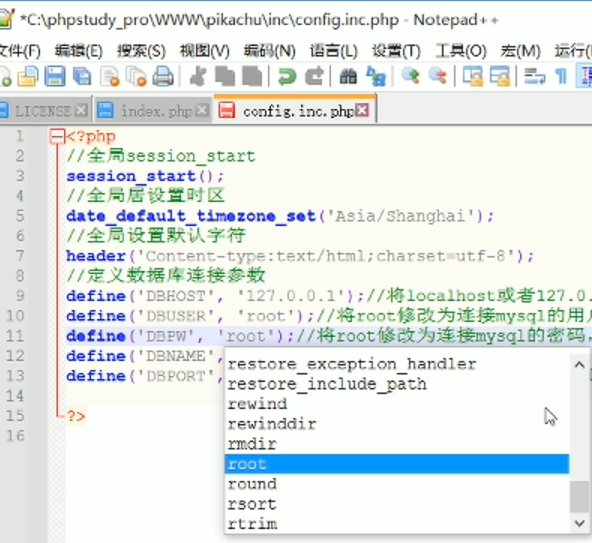 *C:\phpstudy_pro\WWW\pikachu\inc\config.inc.php - Notepad++
文件(F) 编辑(E) 搜索(S) 视图(V) 编码(N) 语言(L) 设置(T) 工具(O) 宏(M) 运行(
LICENSE index.php config.inc.php
1 <?php
2 //全局session_start
3 session_start();
4 //全局居设置时区
5 date_default_timezone_set('Asia/Shanghai');
6 //全局设置默认字符
7 header('Content-type:text/html;charset=utf-8');
8 //定义数据库连接参数
9 define('DBHOST', '127.0.0.1');//将localhost或者127.0.
10 define('DBUSER', 'root');//将root修改为连接mysql的用
11 define('DBPW', 'root');//将root修改为连接mysql的密码,
12 define('DBNAME',
13 define('DBPORT',
14
15 ?>
16
restore_exception_handler
restore_include_path
rewind
rewinddir
rmdir
root
round
rsort
rtrim